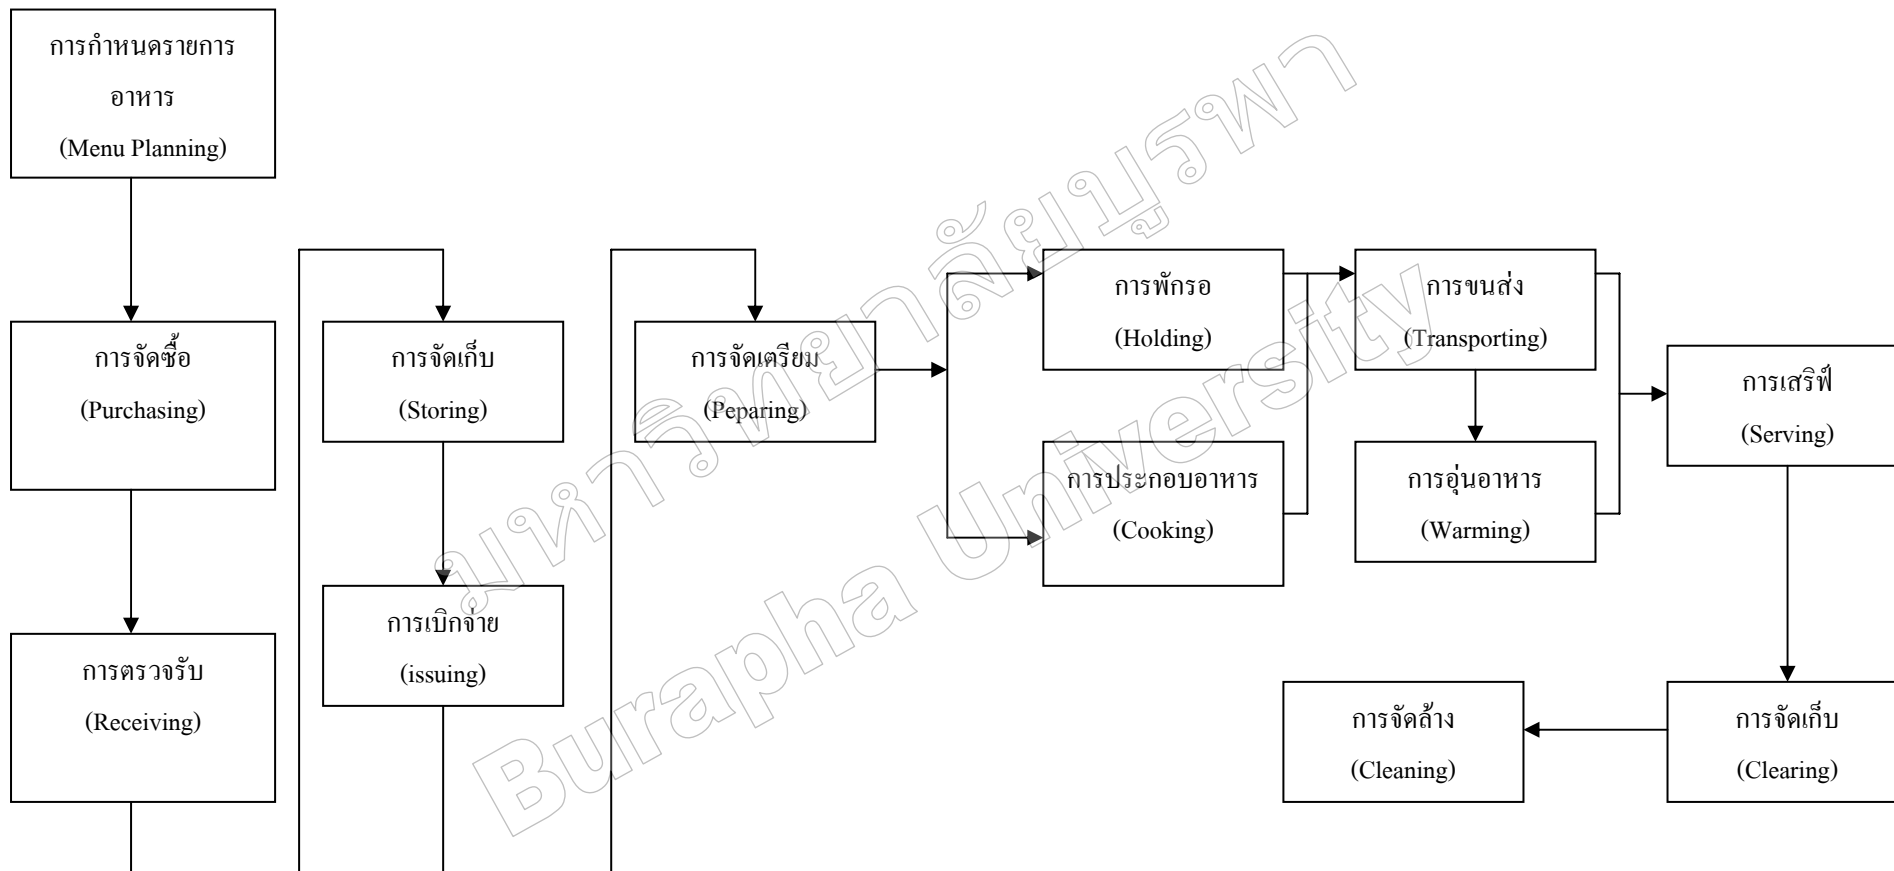 การกำหนดรายการ
อาหาร
(Menu Planning)
การจัดซื้อ
(Purchasing)
การตรวจรับ
(Receiving)
การจัดเก็บ
(Storing)
การเบิกจ่าย
(issuing)
การจัดเตรียม
(Peparing)
การพักรอ
(Holding)
การประกอบอาหาร
(Cooking)
การขนส่ง
(Transporting)
การอุ่นอาหาร
(Warming)
การเสริฟ์
(Serving)
การจัดเก็บ
(Clearing)
การจัดล้าง
(Cleaning)
มหาวิทยาลัยบูรพา
Burapha University